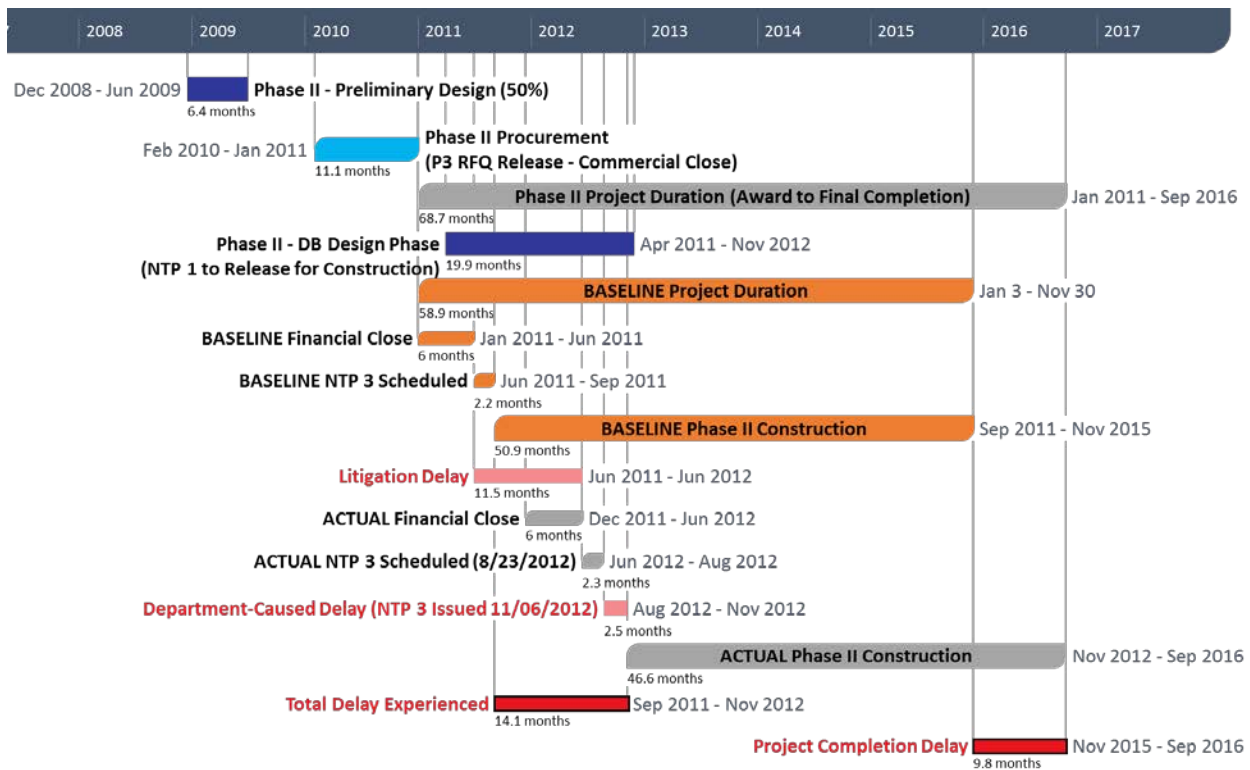 2008 2009 2010 2011 2012 2013 2014 2015 2016 2017
Dec 2008 - Jun 2009 Phase II - Preliminary Design (50%)
6.4 months
Phase II Procurement
Feb 2010 - Jan 2011
(P3 RFQ Release - Commercial Close)
11.1 months
Phase II Project Duration (Award to Final Completion) Jan 2011 - Sep 2016
68.7 months
Phase II - DB Design Phase Apr 2011 - Nov 2012
(NTP 1 to Release for Construction) 19.9 months
BASELINE Project Duration Jan 3 - Nov 30
58.9 months
BASELINE Financial Close Jan 2011 - Jun 2011
6 months
BASELINE NTP 3 Scheduled Jun 2011 - Sep 2011
2.2 months
BASELINE Phase II Construction Sep 2011 - Nov 2015
50.9 months
Litigation Delay Jun 2011 - Jun 2012
11.5 months
ACTUAL Financial Close Dec 2011 - Jun 2012
6 months
ACTUAL NTP 3 Scheduled (8/23/2012) Jun 2012 - Aug 2012
2.3 months
Department-Caused Delay (NTP 3 Issued 11/06/2012) Aug 2012 - Nov 2012
2.5 months
ACTUAL Phase II Construction Nov 2012 - Sep 2016
46.6 months
Total Delay Experienced Sep 2011 - Nov 2012
14.1 months
Project Completion Delay Nov 2015 - Sep 2016
9.8 months